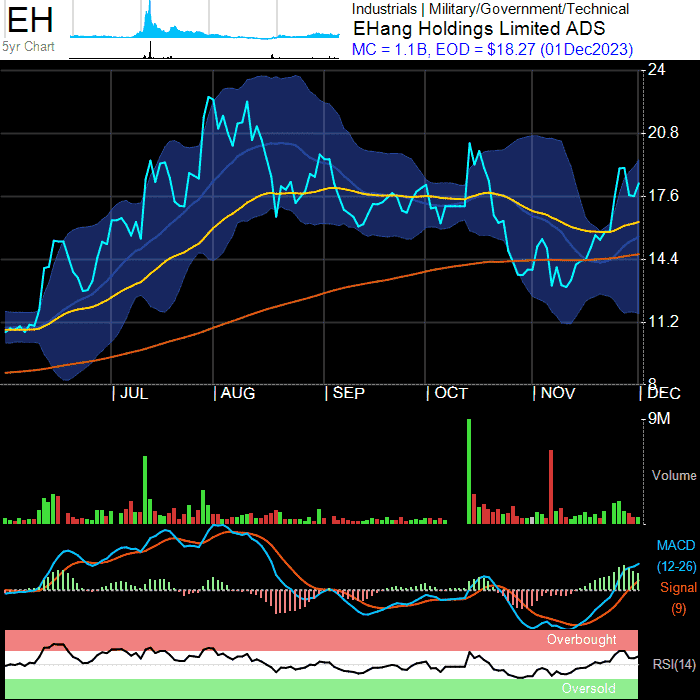 EH
5yr Chart
Industrials | Military/Government/Technical
EHang Holdings Limited ADS
MC = 1.1B, EOD = $18.27 (01Dec2023)
24
20.8
17.6
14.4
11.2
8
| JUL
| AUG
| SEP
| OCT
| NOV
| DEC
9M
Volume
MACD
(12-26)
Signal
(9)
Overbought
RSI(14)
Oversold